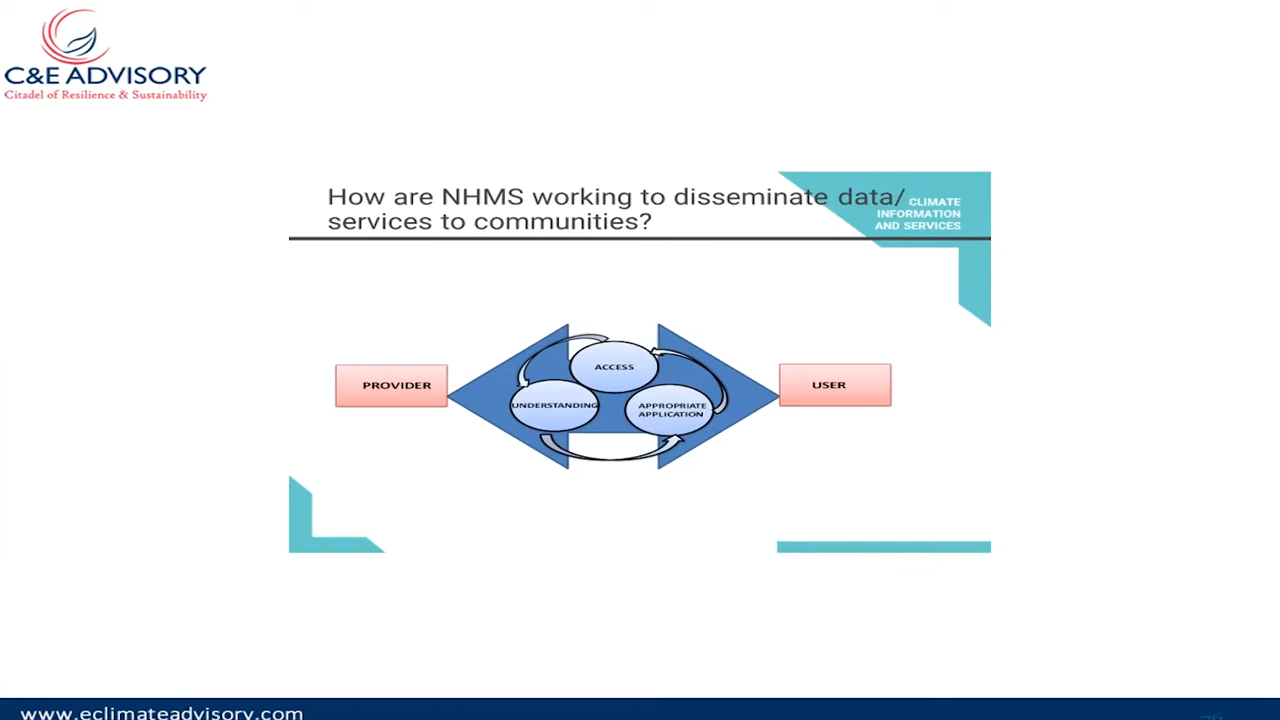 C&E ADVISORY
Citadel of Resilience & Sustainability
How are NHMS working to disseminate data/
services to communities?
CLIMATE
INFORMATION
AND SERVICES
PROVIDER
ACCESS
UNDERSTANDING
APPROPRIATE
APPLICATION
USER
www.eclimateadvisory.com
76